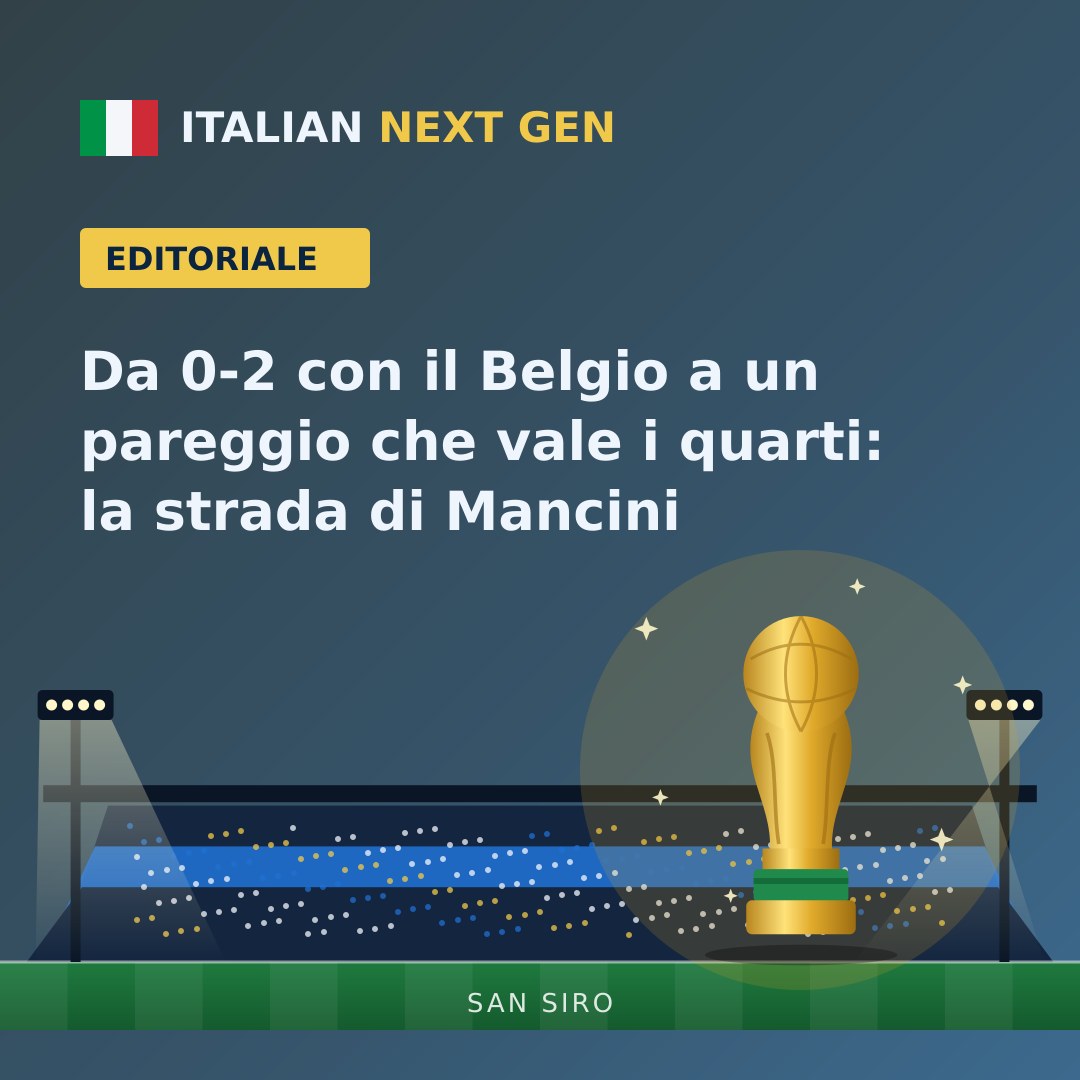 ITALIAN NEXT GEN
EDITORIALE
Da 0-2 con il Belgio a un
pareggio che vale i quarti:
la strada di Mancini
SAN SIRO